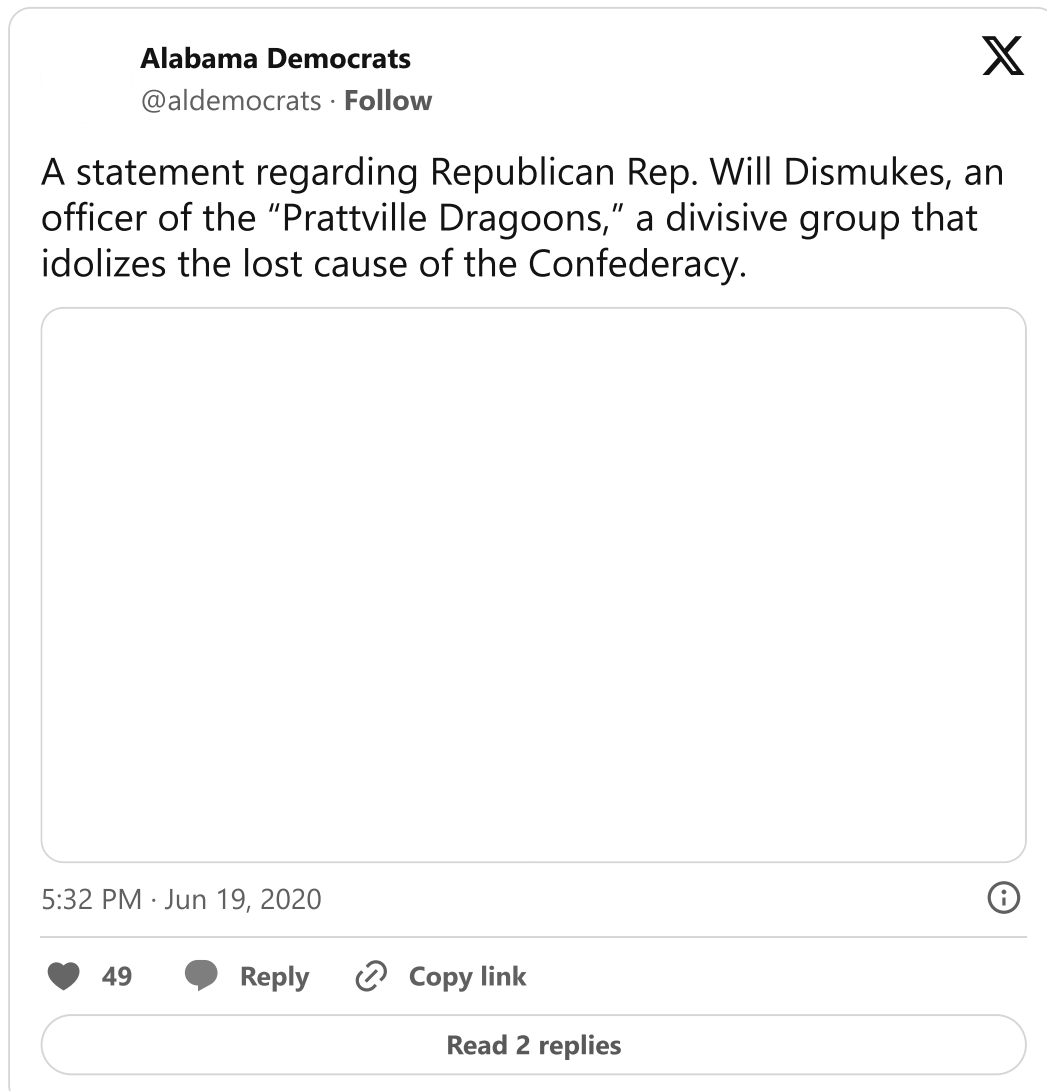 Alabama Democrats
@aldemocrats · Follow
A statement regarding Republican Rep. Will Dismukes, an
officer of the “Prattville Dragoons,” a divisive group that
idolizes the lost cause of the Confederacy.
5:32 PM · Jun 19, 2020
49 Reply Copy link
Read 2 replies